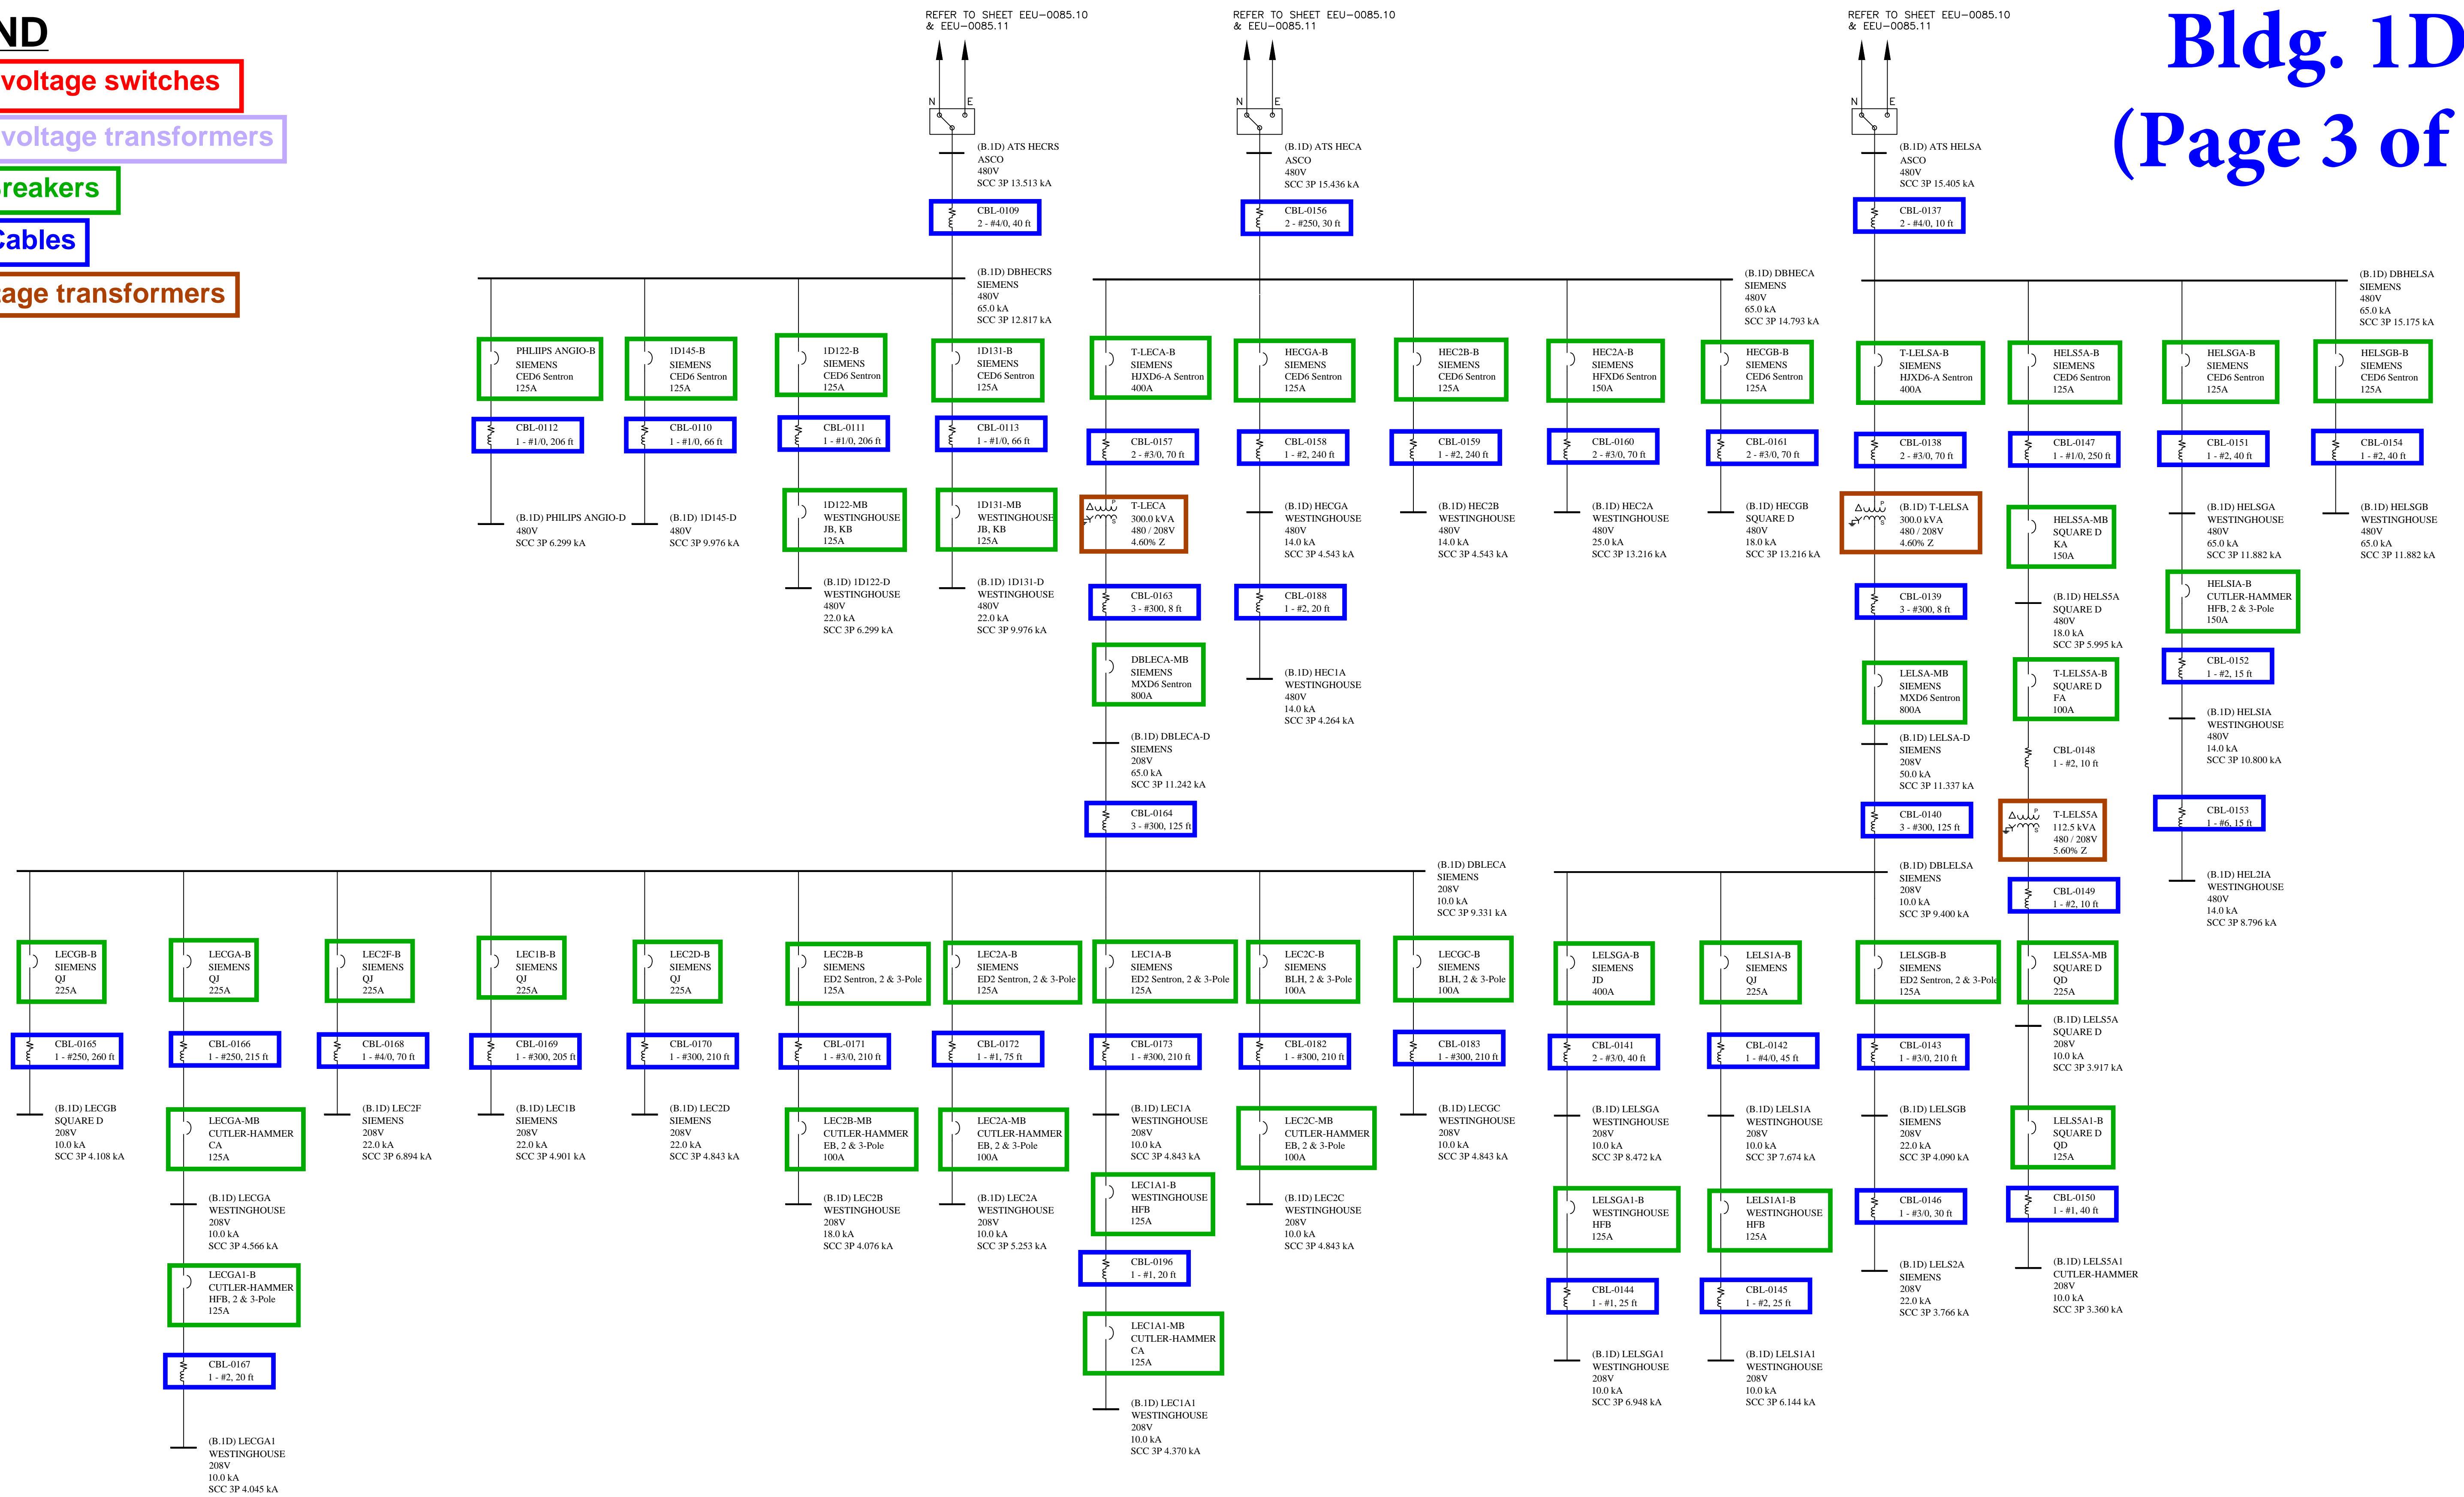 ND
voltage switches
voltage transformers
reakers
Cables
tage transformers
Bldg. 1D
(Page 3 of
REFER TO SHEET EEU-0085.10
& EEU-0085.11
N E
(B.1D) ATS HECRS
ASCO
480V
SCC 3P 13.513 kA
CBL-0109
2 - #4/0, 40 ft
REFER TO SHEET EEU-0085.10
& EEU-0085.11
N E
(B.1D) ATS HECA
ASCO
480V
SCC 3P 15.436 kA
CBL-0156
2 - #250, 30 ft
REFER TO SHEET EEU-0085.10
& EEU-0085.11
N E
(B.1D) ATS HELSA
ASCO
480V
SCC 3P 15.405 kA
CBL-0137
2 - #4/0, 10 ft
(B.1D) DBHECRS
SIEMENS
480V
65.0 kA
SCC 3P 12.817 kA
(B.1D) DBHECA
SIEMENS
480V
65.0 kA
SCC 3P 14.793 kA
(B.1D) DBHELSA
SIEMENS
480V
65.0 kA
SCC 3P 15.175 kA
PHLIIPS ANGIO-B
SIEMENS
CED6 Sentron
125A
CBL-0112
1 - #1/0, 206 ft
(B.1D) PHILIPS ANGIO-D
480V
SCC 3P 6.299 kA
1D145-B
SIEMENS
CED6 Sentron
125A
CBL-0110
1 - #1/0, 66 ft
(B.1D) 1D145-D
480V
SCC 3P 9.976 kA
1D122-B
SIEMENS
CED6 Sentron
125A
CBL-0111
1 - #1/0, 206 ft
1D122-MB
WESTINGHOUSE
JB, KB
125A
(B.1D) 1D122-D
WESTINGHOUSE
480V
22.0 kA
SCC 3P 6.299 kA
1D131-B
SIEMENS
CED6 Sentron
125A
CBL-0113
1 - #1/0, 66 ft
1D131-MB
WESTINGHOUSE
JB, KB
125A
(B.1D) 1D131-D
WESTINGHOUSE
480V
22.0 kA
SCC 3P 9.976 kA
T-LECA-B
SIEMENS
HJXD6-A Sentron
400A
CBL-0157
2 - #3/0, 70 ft
P
S
T-LECA
300.0 kVA
480 / 208V
4.60% Z
CBL-0163
3 - #300, 8 ft
DBLECA-MB
SIEMENS
MXD6 Sentron
800A
(B.1D) DBLECA-D
SIEMENS
208V
65.0 kA
SCC 3P 11.242 kA
CBL-0164
3 - #300, 125 ft
HECGA-B
SIEMENS
CED6 Sentron
125A
CBL-0158
1 - #2, 240 ft
(B.1D) HECGA
WESTINGHOUSE
480V
14.0 kA
SCC 3P 4.543 kA
CBL-0188
1 - #2, 20 ft
(B.1D) HEC1A
WESTINGHOUSE
480V
14.0 kA
SCC 3P 4.264 kA
HEC2B-B
SIEMENS
CED6 Sentron
125A
CBL-0159
1 - #2, 240 ft
(B.1D) HEC2B
WESTINGHOUSE
480V
14.0 kA
SCC 3P 4.543 kA
HEC2A-B
SIEMENS
HFXD6 Sentron
150A
CBL-0160
2 - #3/0, 70 ft
(B.1D) HEC2A
WESTINGHOUSE
480V
25.0 kA
SCC 3P 13.216 kA
HECGB-B
SIEMENS
CED6 Sentron
125A
CBL-0161
2 - #3/0, 70 ft
(B.1D) HECGB
SQUARE D
480V
18.0 kA
SCC 3P 13.216 kA
T-LELSA-B
SIEMENS
HJXD6-A Sentron
400A
CBL-0138
2 - #3/0, 70 ft
P
S
(B.1D) T-LELSA
300.0 kVA
480 / 208V
4.60% Z
CBL-0139
3 - #300, 8 ft
LELSA-MB
SIEMENS
MXD6 Sentron
800A
(B.1D) LELSA-D
SIEMENS
208V
50.0 kA
SCC 3P 11.337 kA
CBL-0140
3 - #300, 125 ft
HELS5A-B
SIEMENS
CED6 Sentron
125A
CBL-0147
1 - #1/0, 250 ft
HELS5A-MB
SQUARE D
KA
150A
(B.1D) HELS5A
SQUARE D
480V
18.0 kA
SCC 3P 5.995 kA
T-LELS5A-B
SQUARE D
FA
100A
CBL-0148
1 - #2, 10 ft
P
S
T-LELS5A
112.5 kVA
480 / 208V
5.60% Z
CBL-0149
1 - #2, 10 ft
LELS5A-MB
SQUARE D
QD
225A
(B.1D) LELS5A
SQUARE D
208V
10.0 kA
SCC 3P 3.917 kA
LELS5A1-B
SQUARE D
QD
125A
CBL-0150
1 - #1, 40 ft
(B.1D) LELS5A1
CUTLER-HAMMER
208V
10.0 kA
SCC 3P 3.360 kA
HELSGA-B
SIEMENS
CED6 Sentron
125A
CBL-0151
1 - #2, 40 ft
(B.1D) HELSGA
WESTINGHOUSE
480V
65.0 kA
SCC 3P 11.882 kA
HELSIA-B
CUTLER-HAMMER
HFB, 2 & 3-Pole
150A
CBL-0152
1 - #2, 15 ft
(B.1D) HELSIA
WESTINGHOUSE
480V
14.0 kA
SCC 3P 10.800 kA
CBL-0153
1 - #6, 15 ft
(B.1D) HEL2IA
WESTINGHOUSE
480V
14.0 kA
SCC 3P 8.796 kA
HELSGB-B
SIEMENS
CED6 Sentron
125A
CBL-0154
1 - #2, 40 ft
(B.1D) HELSGB
WESTINGHOUSE
480V
65.0 kA
SCC 3P 11.882 kA
(B.1D) DBLECA
SIEMENS
208V
10.0 kA
SCC 3P 9.331 kA
(B.1D) DBLELSA
SIEMENS
208V
10.0 kA
SCC 3P 9.400 kA
LECGB-B
SIEMENS
QJ
225A
CBL-0165
1 - #250, 260 ft
(B.1D) LECGB
SQUARE D
208V
10.0 kA
SCC 3P 4.108 kA
LECGA-B
SIEMENS
QJ
225A
CBL-0166
1 - #250, 215 ft
LECGA-MB
CUTLER-HAMMER
CA
125A
(B.1D) LECGA
WESTINGHOUSE
208V
10.0 kA
SCC 3P 4.566 kA
LECGA1-B
CUTLER-HAMMER
HFB, 2 & 3-Pole
125A
CBL-0167
1 - #2, 20 ft
(B.1D) LECGA1
WESTINGHOUSE
208V
10.0 kA
SCC 3P 4.045 kA
LEC2F-B
SIEMENS
QJ
225A
CBL-0168
1 - #4/0, 70 ft
(B.1D) LEC2F
SIEMENS
208V
22.0 kA
SCC 3P 6.894 kA
LEC1B-B
SIEMENS
QJ
225A
CBL-0169
1 - #300, 205 ft
(B.1D) LEC1B
SIEMENS
208V
22.0 kA
SCC 3P 4.901 kA
LEC2D-B
SIEMENS
QJ
225A
CBL-0170
1 - #300, 210 ft
(B.1D) LEC2D
SIEMENS
208V
22.0 kA
SCC 3P 4.843 kA
LEC2B-B
SIEMENS
ED2 Sentron, 2 & 3-Pole
125A
CBL-0171
1 - #3/0, 210 ft
LEC2B-MB
CUTLER-HAMMER
EB, 2 & 3-Pole
100A
(B.1D) LEC2B
WESTINGHOUSE
208V
18.0 kA
SCC 3P 4.076 kA
LEC2A-B
SIEMENS
ED2 Sentron, 2 & 3-Pole
125A
CBL-0172
1 - #1, 75 ft
LEC2A-MB
CUTLER-HAMMER
EB, 2 & 3-Pole
100A
(B.1D) LEC2A
WESTINGHOUSE
208V
10.0 kA
SCC 3P 5.253 kA
LEC1A-B
SIEMENS
ED2 Sentron, 2 & 3-Pole
125A
CBL-0173
1 - #300, 210 ft
(B.1D) LEC1A
WESTINGHOUSE
208V
10.0 kA
SCC 3P 4.843 kA
LEC1A1-B
WESTINGHOUSE
HFB
125A
CBL-0196
1 - #1, 20 ft
LEC1A1-MB
CUTLER-HAMMER
CA
125A
(B.1D) LEC1A1
WESTINGHOUSE
208V
10.0 kA
SCC 3P 4.370 kA
LEC2C-B
SIEMENS
BLH, 2 & 3-Pole
100A
CBL-0182
1 - #300, 210 ft
LEC2C-MB
CUTLER-HAMMER
EB, 2 & 3-Pole
100A
(B.1D) LEC2C
WESTINGHOUSE
208V
10.0 kA
SCC 3P 4.843 kA
LECGC-B
SIEMENS
BLH, 2 & 3-Pole
100A
CBL-0183
1 - #300, 210 ft
(B.1D) LECGC
WESTINGHOUSE
208V
10.0 kA
SCC 3P 4.843 kA
LELSGA-B
SIEMENS
JD
400A
CBL-0141
2 - #3/0, 40 ft
(B.1D) LELSGA
WESTINGHOUSE
208V
10.0 kA
SCC 3P 8.472 kA
LELSGA1-B
WESTINGHOUSE
HFB
125A
CBL-0144
1 - #1, 25 ft
(B.1D) LELSGA1
WESTINGHOUSE
208V
10.0 kA
SCC 3P 6.948 kA
LELS1A-B
SIEMENS
QJ
225A
CBL-0142
1 - #4/0, 45 ft
(B.1D) LELS1A
WESTINGHOUSE
208V
10.0 kA
SCC 3P 7.674 kA
LELS1A1-B
WESTINGHOUSE
HFB
125A
CBL-0145
1 - #2, 25 ft
(B.1D) LELS1A1
WESTINGHOUSE
208V
10.0 kA
SCC 3P 6.144 kA
LELSGB-B
SIEMENS
ED2 Sentron, 2 & 3-Pole
125A
CBL-0143
1 - #3/0, 210 ft
(B.1D) LELSGB
SIEMENS
208V
22.0 kA
SCC 3P 4.090 kA
CBL-0146
1 - #3/0, 30 ft
(B.1D) LELS2A
SIEMENS
208V
22.0 kA
SCC 3P 3.766 kA